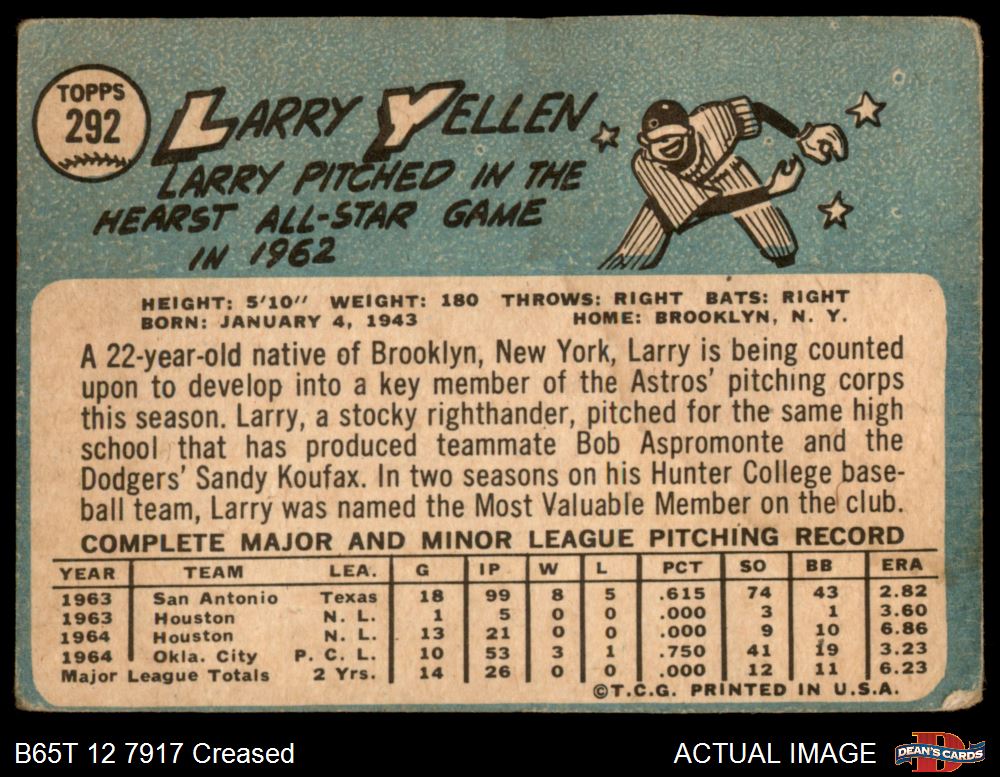 TOPPS
292
LARRY YELLEN
LARRY PITCHED IN THE
HEARST ALL-STAR GAME
IN 1962
HEIGHT: 5'10" WEIGHT: 180 THROWS: RIGHT BATS: RIGHT
BORN: JANUARY 4, 1943 HOME: BROOKLYN, N. Y.
A 22-year-old native of Brooklyn, New York, Larry is being counted
upon to develop into a key member of the Astros' pitching corps
this season. Larry, a stocky righthander, pitched for the same high
school that has produced teammate Bob Aspromonte and the
Dodgers' Sandy Koufax. In two seasons on his Hunter College base-
ball team, Larry was named the Most Valuable Member on the club.
COMPLETE MAJOR AND MINOR LEAGUE PITCHING RECORD
YEAR TEAM LEA. G IP W L PCT SO BB ERA
1963 San Antonio Texas 18 99 8 5 .615 74 43 2.82
1963 Houston N. L. 1 5 0 0 .000 3 1 3.60
1964 Houston N. L. 13 21 0 0 .000 9 10 6.86
1964 Okla. City P. C. L. 10 53 3 1 .750 41 19 3.23
Major League Totals 2 Yrs. 14 26 0 0 .000 12 11 6.23
©T.C.G. PRINTED IN U.S.A.
B65T 12 7917 Creased
ACTUAL IMAGE
DEAN'S CARDS